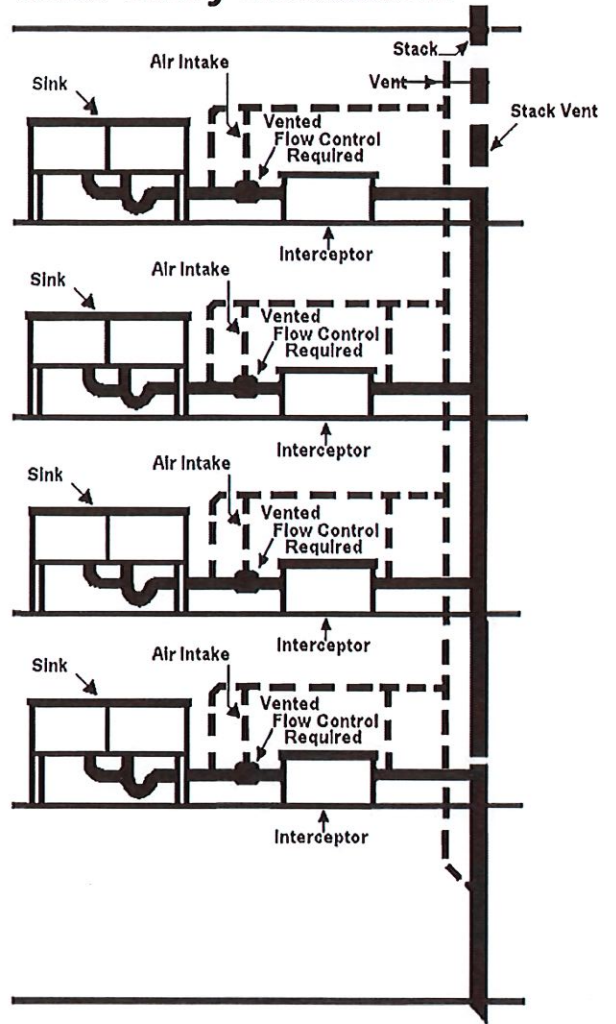 Stack
Air Intake
Vent
Sink
Stack Vent
Vented
Flow Control
Required
Interceptor
Air Intake
Sink
Vented
Flow Control
Required
Interceptor
Air Intake
Sink
Vented
Flow Control
Required
Interceptor
Air Intake
Sink
Vented
Flow Control
Required
Interceptor